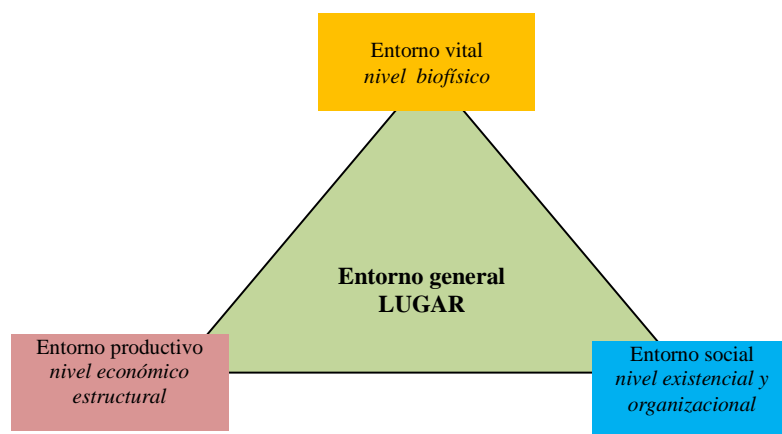 Entorno vital
nivel biofísico
Entorno general
LUGAR
Entorno productivo
nivel económico
estructural
Entorno social
nivel existencial y
organizacional